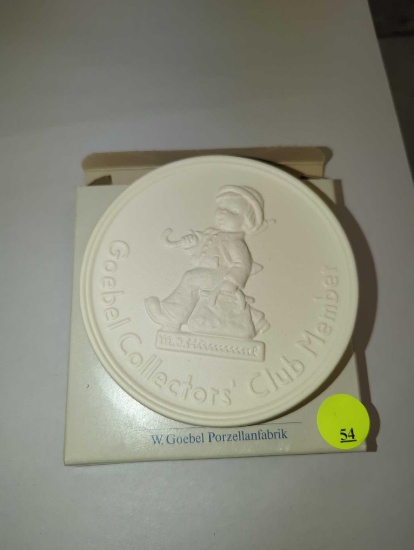 Goebel Collectors' Club Member
M.I. Hummel
W. Goebel Porzellanfabrik
54